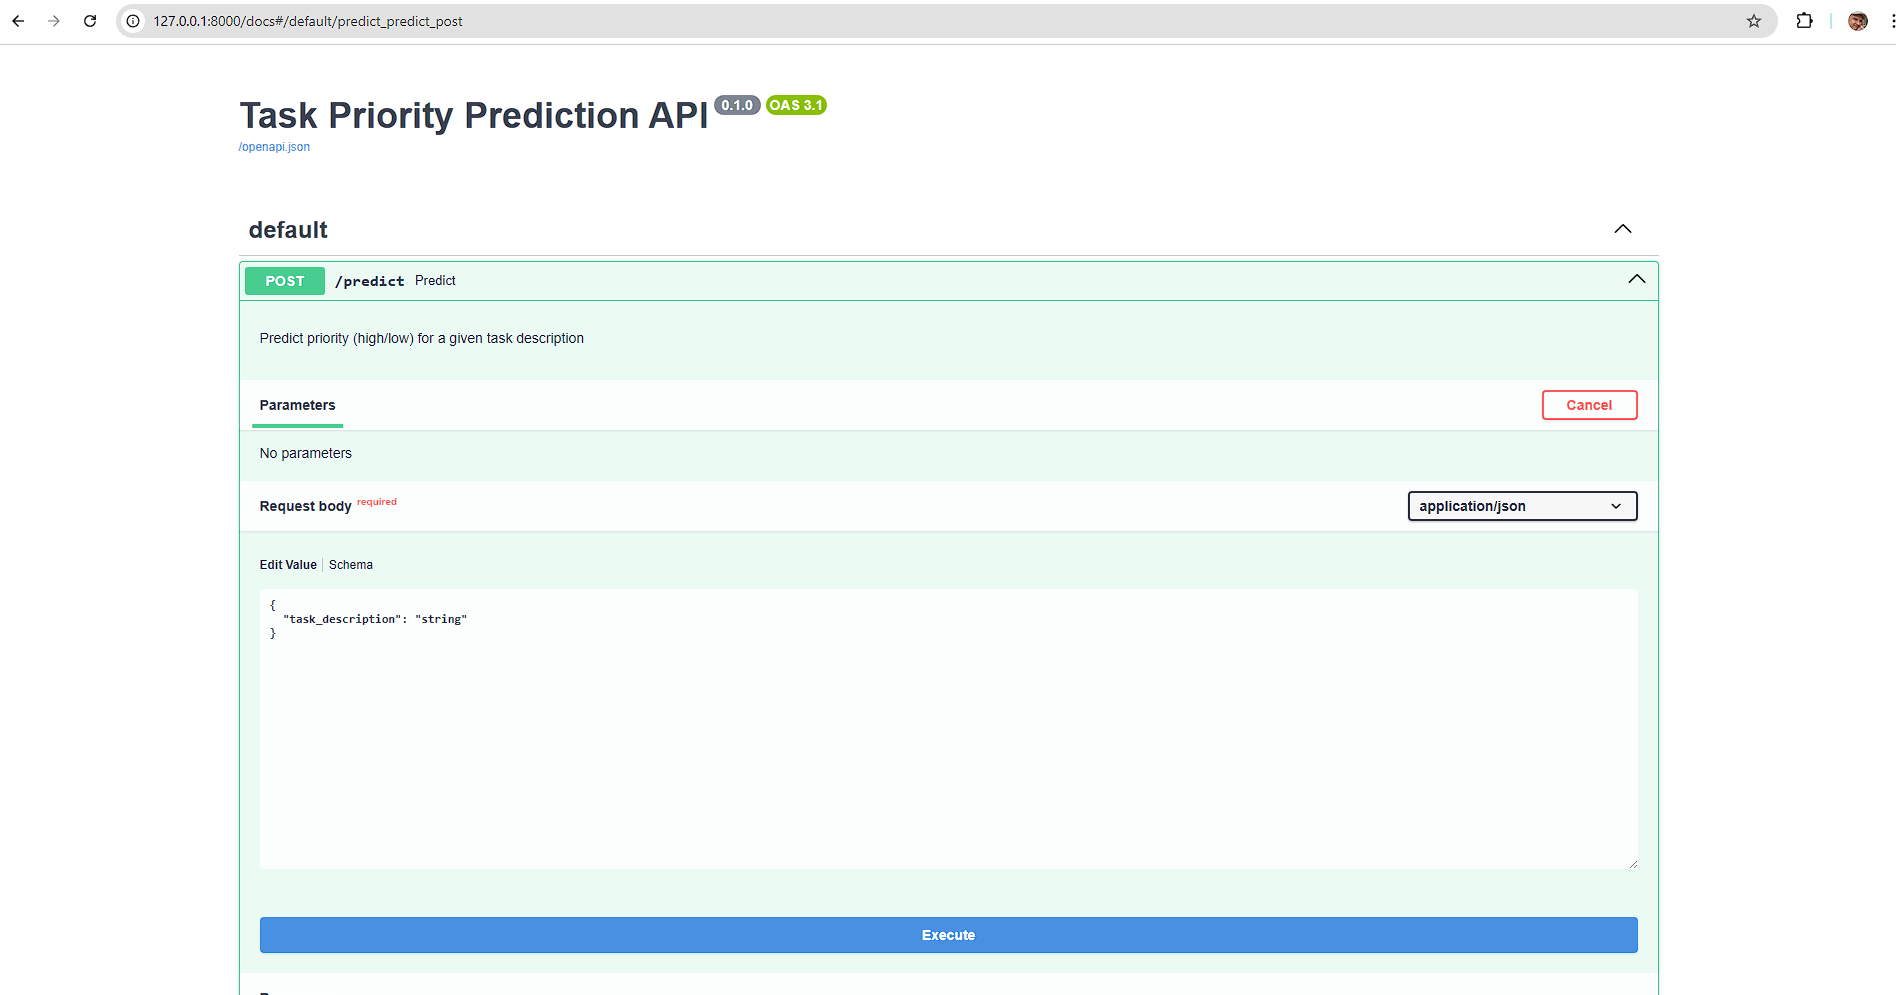 127.0.0.1:8000/docs#/default/predict_predict_post
Task Priority Prediction API 0.1.0 OAS 3.1
/openapi.json
default
POST /predict Predict
Predict priority (high/low) for a given task description
Parameters
Cancel
No parameters
Request body required
application/json
Edit Value | Schema
{
  "task_description": "string"
}
Execute